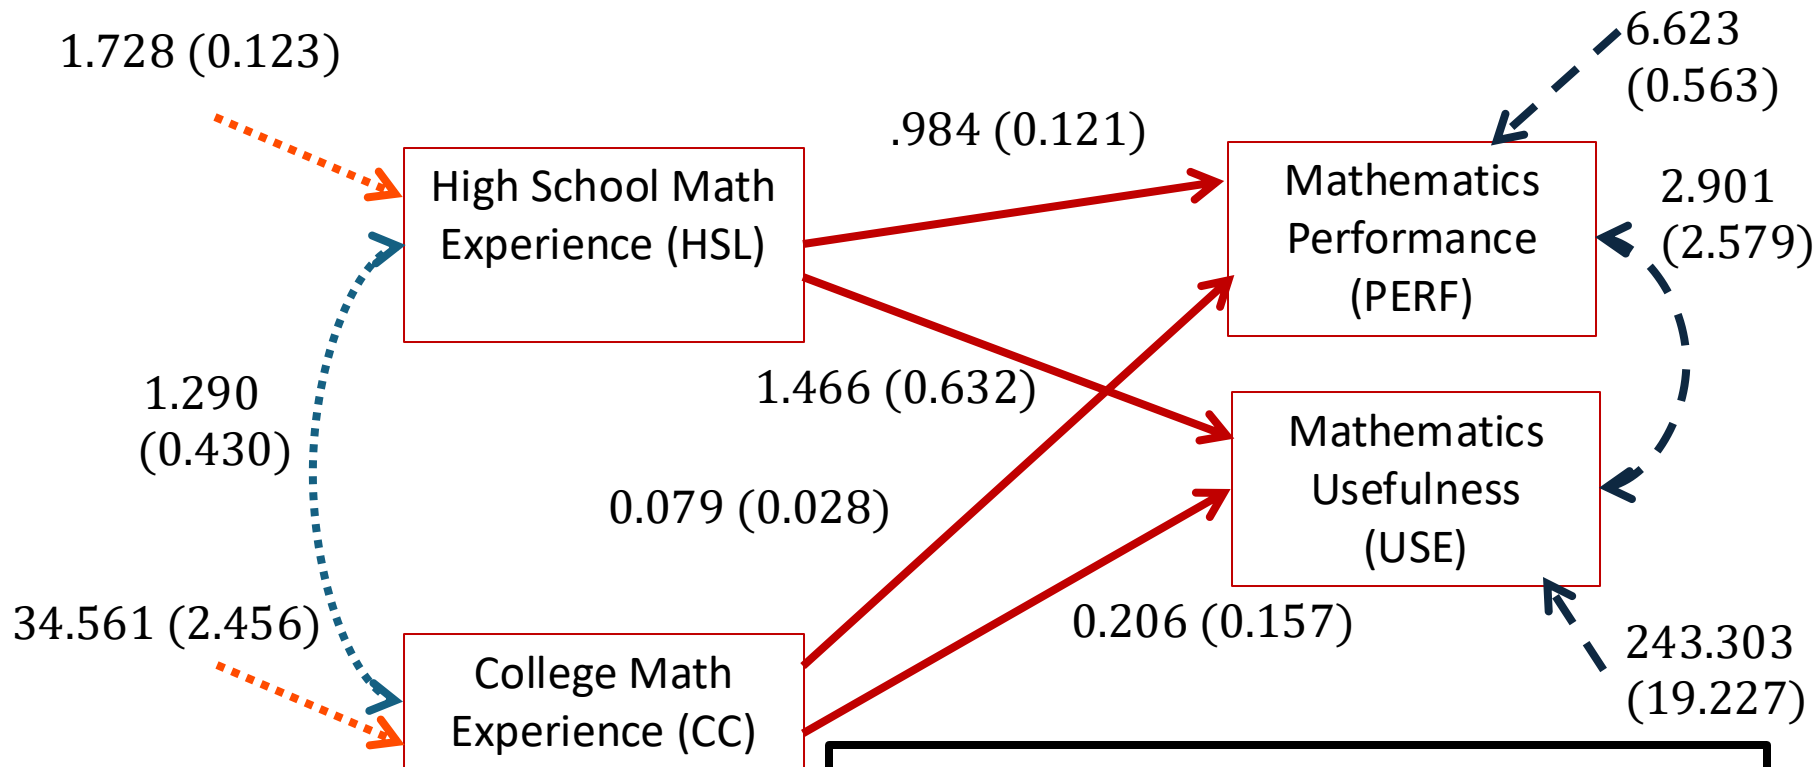 1.728 (0.123)
High School Math
Experience (HSL)
.984 (0.121)
Mathematics
Performance
(PERF)
6.623
(0.563)
2.901
(2.579)
1.290
(0.430)
1.466 (0.632)
0.079 (0.028)
Mathematics
Usefulness
(USE)
34.561 (2.456)
College Math
Experience (CC)
0.206 (0.157)
243.303
(19.227)